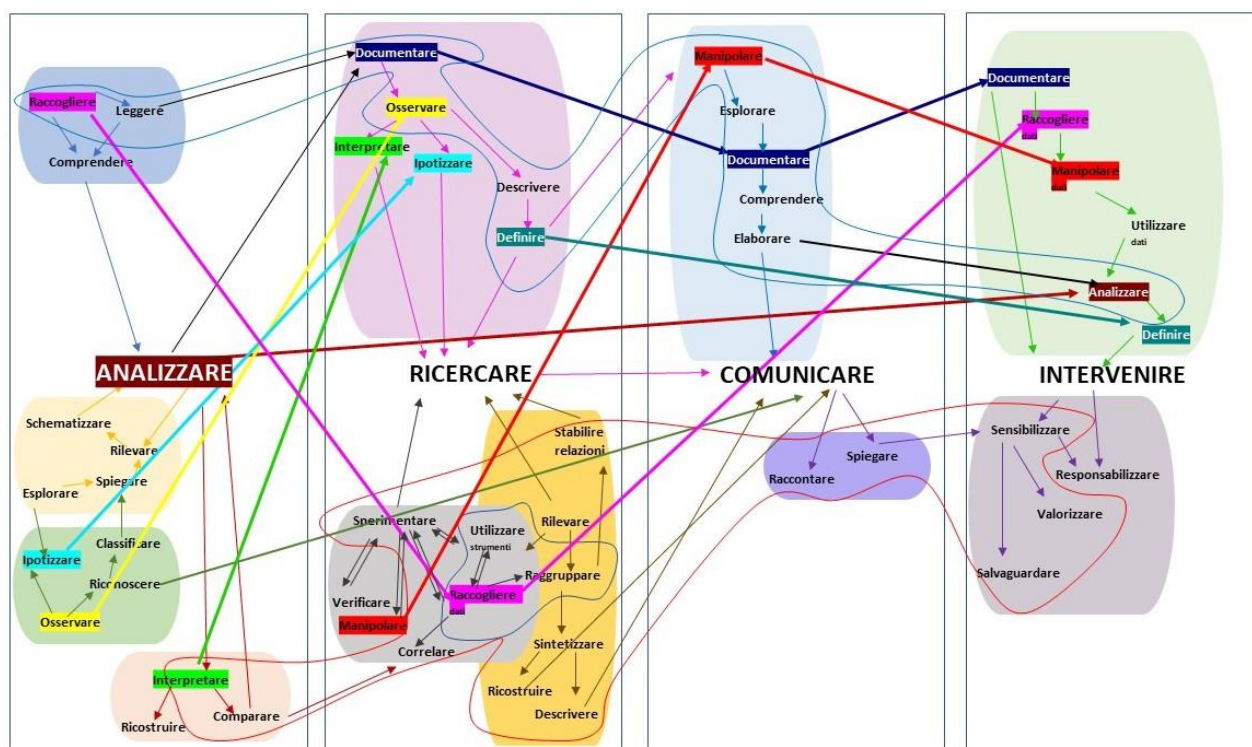 Raccogliere
Leggere
Comprendere
ANALIZZARE
Schematizzare
Rilevare
Spiegare
Esplorare
Classificare
Ipotizzare
Riconoscere
Osservare
Interpretare
Ricostruire
Comparare
Documentare
Osservare
Interpretare
Ipotizzare
Descrivere
Definire
RICERCARE
Stabilire
relazioni
Sperimentare
Utilizzare
strumenti
Rilevare
Raggruppare
Verificare
Raccogliere
dati
Manipolare
Correlare
Sintetizzare
Ricostruire
Descrivere
Manipolare
Esplorare
Documentare
Comprendere
Elaborare
COMUNICARE
Spiegare
Raccontare
Documentare
Raccogliere
dati
Manipolare
dati
Utilizzare
dati
Analizzare
Definire
INTERVENIRE
Sensibilizzare
Responsabilizzare
Valorizzare
Salvaguardare